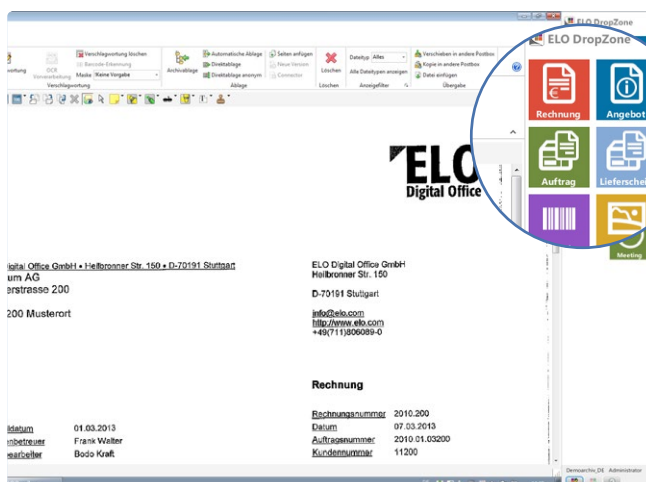 ELO DropZone
ELO DropZone
Verschlagwortung löschen
Barcode-Erkennung
OCR
Vorverarbeitung
Maske Keine Vorgabe
Verschlagwortung
Archivablage
Automatische Ablage
Direktablage
Direktablage anonym
Ablage
Seiten anfügen
Neue Version
Connector
Löschen
Löschen
Dateityp Alles
Alle Dateitypen anzeigen
Anzeigefilter
Verschieben in andere Postbox
Kopie in andere Postbox
Datei einfügen
Übergabe
Rechnung
Angebot
Auftrag
Lieferschei
Meeting
ELO
Digital Office
Digital Office GmbH • Heilbronner Str. 150 • D-70191 Stuttgart
um AG
erstrasse 200
200 Musterort
ELO Digital Office GmbH
Heilbronner Str. 150
D-70191 Stuttgart
info@elo.com
http://www.elo.com
+49(711)806089-0
Rechnung
Rechnungsnummer 2010.200
Datum 07.03.2013
Auftragsnummer 2010.01.03200
Kundennummer 11200
ldatum 01.03.2013
enbetreuer Frank Walter
earbeiter Bodo Kraft
Demoarchiv_DE Administrator